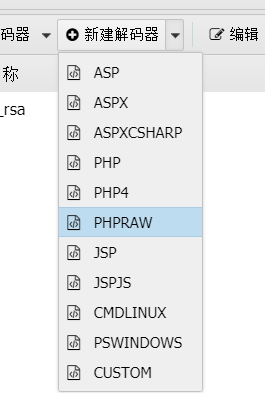 码器 新建解码器 编辑
称
_rsa
ASP
ASPX
ASPXCSHARP
PHP
PHP4
PHPRAW
JSP
JSPJS
CMDLINUX
PSWINDOWS
CUSTOM